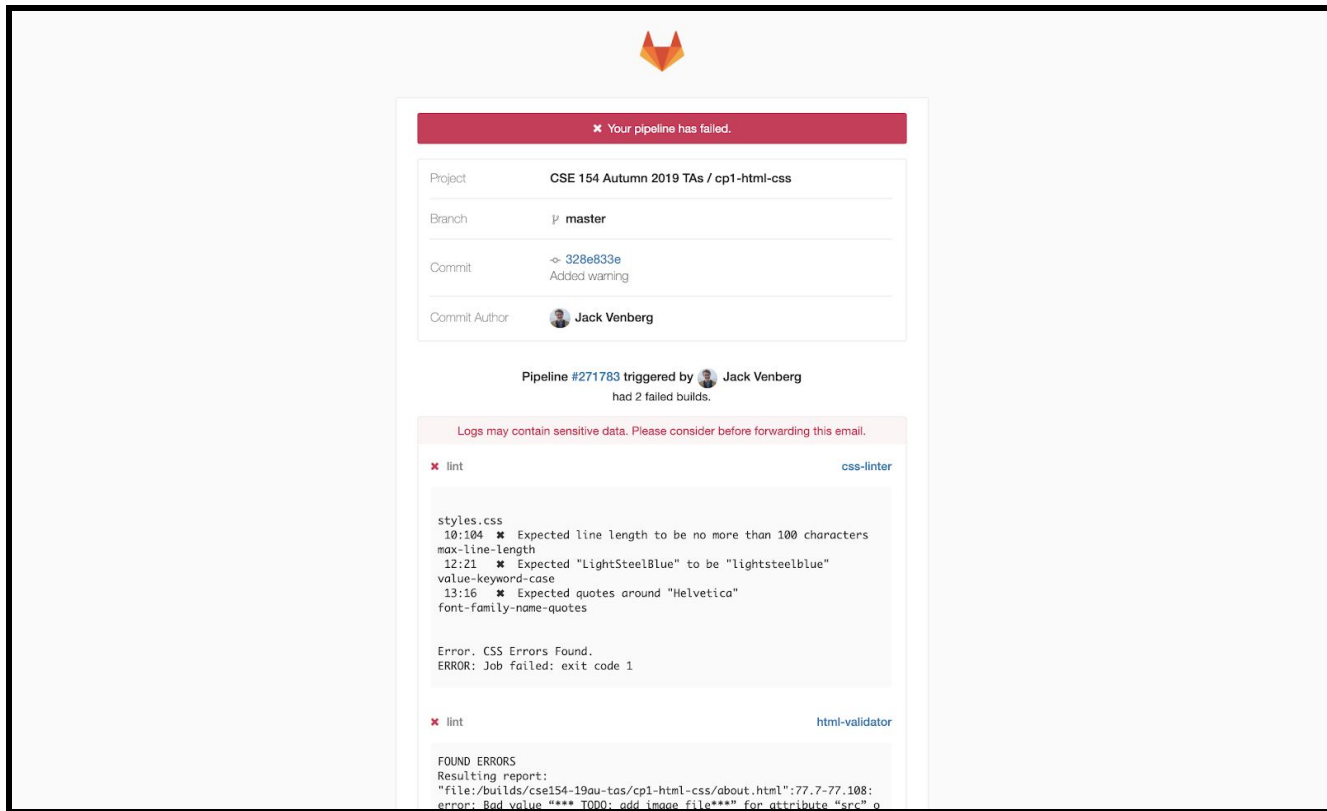 ✖ Your pipeline has failed.
Project CSE 154 Autumn 2019 TAs / cp1-html-css
Branch master
Commit 328e833e
Added warning
Commit Author Jack Venberg
Pipeline #271783 triggered by Jack Venberg
had 2 failed builds.
Logs may contain sensitive data. Please consider before forwarding this email.
✖ lint css-linter
styles.css
10:104 ✖ Expected line length to be no more than 100 characters
max-line-length
12:21 ✖ Expected "LightSteelBlue" to be "lightsteelblue"
value-keyword-case
13:16 ✖ Expected quotes around "Helvetica"
font-family-name-quotes
Error. CSS Errors Found.
ERROR: Job failed: exit code 1
✖ lint html-validator
FOUND ERRORS
Resulting report:
"file:/builds/cse154-19au-tas/cp1-html-css/about.html":77.7-77.108:
error: Bad value “*** TODO: add image file***” for attribute “src” o